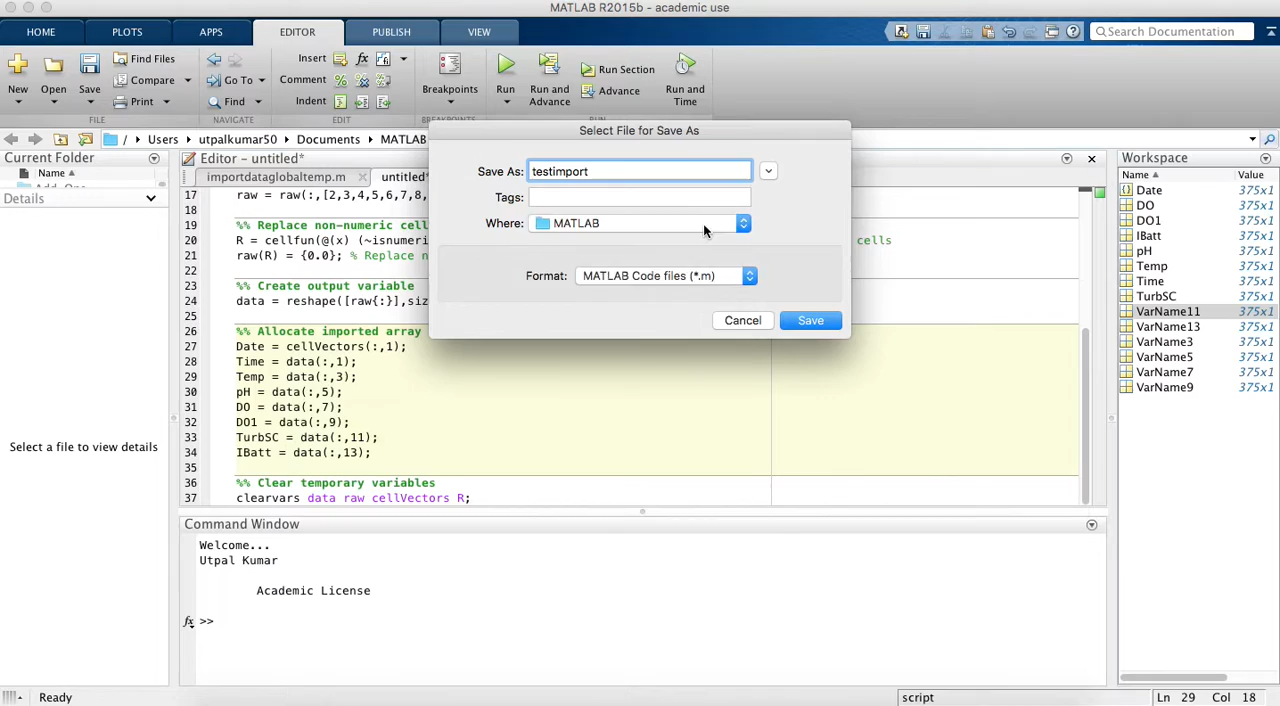 MATLAB R2015b - academic use
HOME PLOTS APPS EDITOR PUBLISH VIEW
Search Documentation
New Open Save
Find Files
Compare
Print
Go To
Find
Insert fx
Comment
Indent
Breakpoints
Run
Run and Advance
Run Section
Advance
Run and Time
FILE NAVIGATE EDIT BREAKPOINTS RUN
/ Users utpalkumar50 Documents MATLAB
Current Folder
Name
Details
Select a file to view details
Editor - untitled*
importdataglobaltemp.m untitled*
17 raw = raw(:,[2,3,4,5,6,7,8,
18
19 %% Replace non-numeric cell
20 R = cellfun(@(x) (~isnumeri cells
21 raw(R) = {0.0}; % Replace n
22
23 %% Create output variable
24 data = reshape([raw{:}],siz
25
26 %% Allocate imported array
27 Date = cellVectors(:,1);
28 Time = data(:,1);
29 Temp = data(:,3);
30 pH = data(:,5);
31 DO = data(:,7);
32 DO1 = data(:,9);
33 TurbSC = data(:,11);
34 IBatt = data(:,13);
35
36 %% Clear temporary variables
37 clearvars data raw cellVectors R;
Select File for Save As
Save As: testimport
Tags:
Where: MATLAB
Format: MATLAB Code files (*.m)
Cancel Save
Command Window
Welcome...
Utpal Kumar
Academic License
fx >>
Workspace
Name Value
Date 375x1
DO 375x1
DO1 375x1
IBatt 375x1
pH 375x1
Temp 375x1
Time 375x1
TurbSC 375x1
VarName11 375x1
VarName13 375x1
VarName3 375x1
VarName5 375x1
VarName7 375x1
VarName9 375x1
Ready
script Ln 29 Col 18